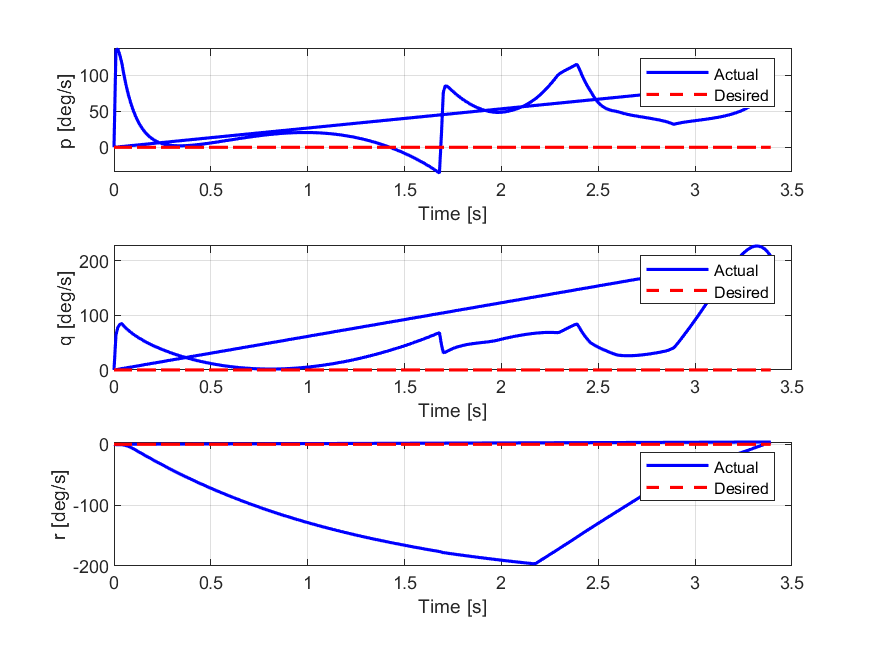 100
50
0
p [deg/s]
Actual
Desired
0 0.5 1 1.5 2 2.5 3 3.5
Time [s]
200
100
0
q [deg/s]
Actual
Desired
0 0.5 1 1.5 2 2.5 3 3.5
Time [s]
0
-100
-200
r [deg/s]
Actual
Desired
0 0.5 1 1.5 2 2.5 3 3.5
Time [s]